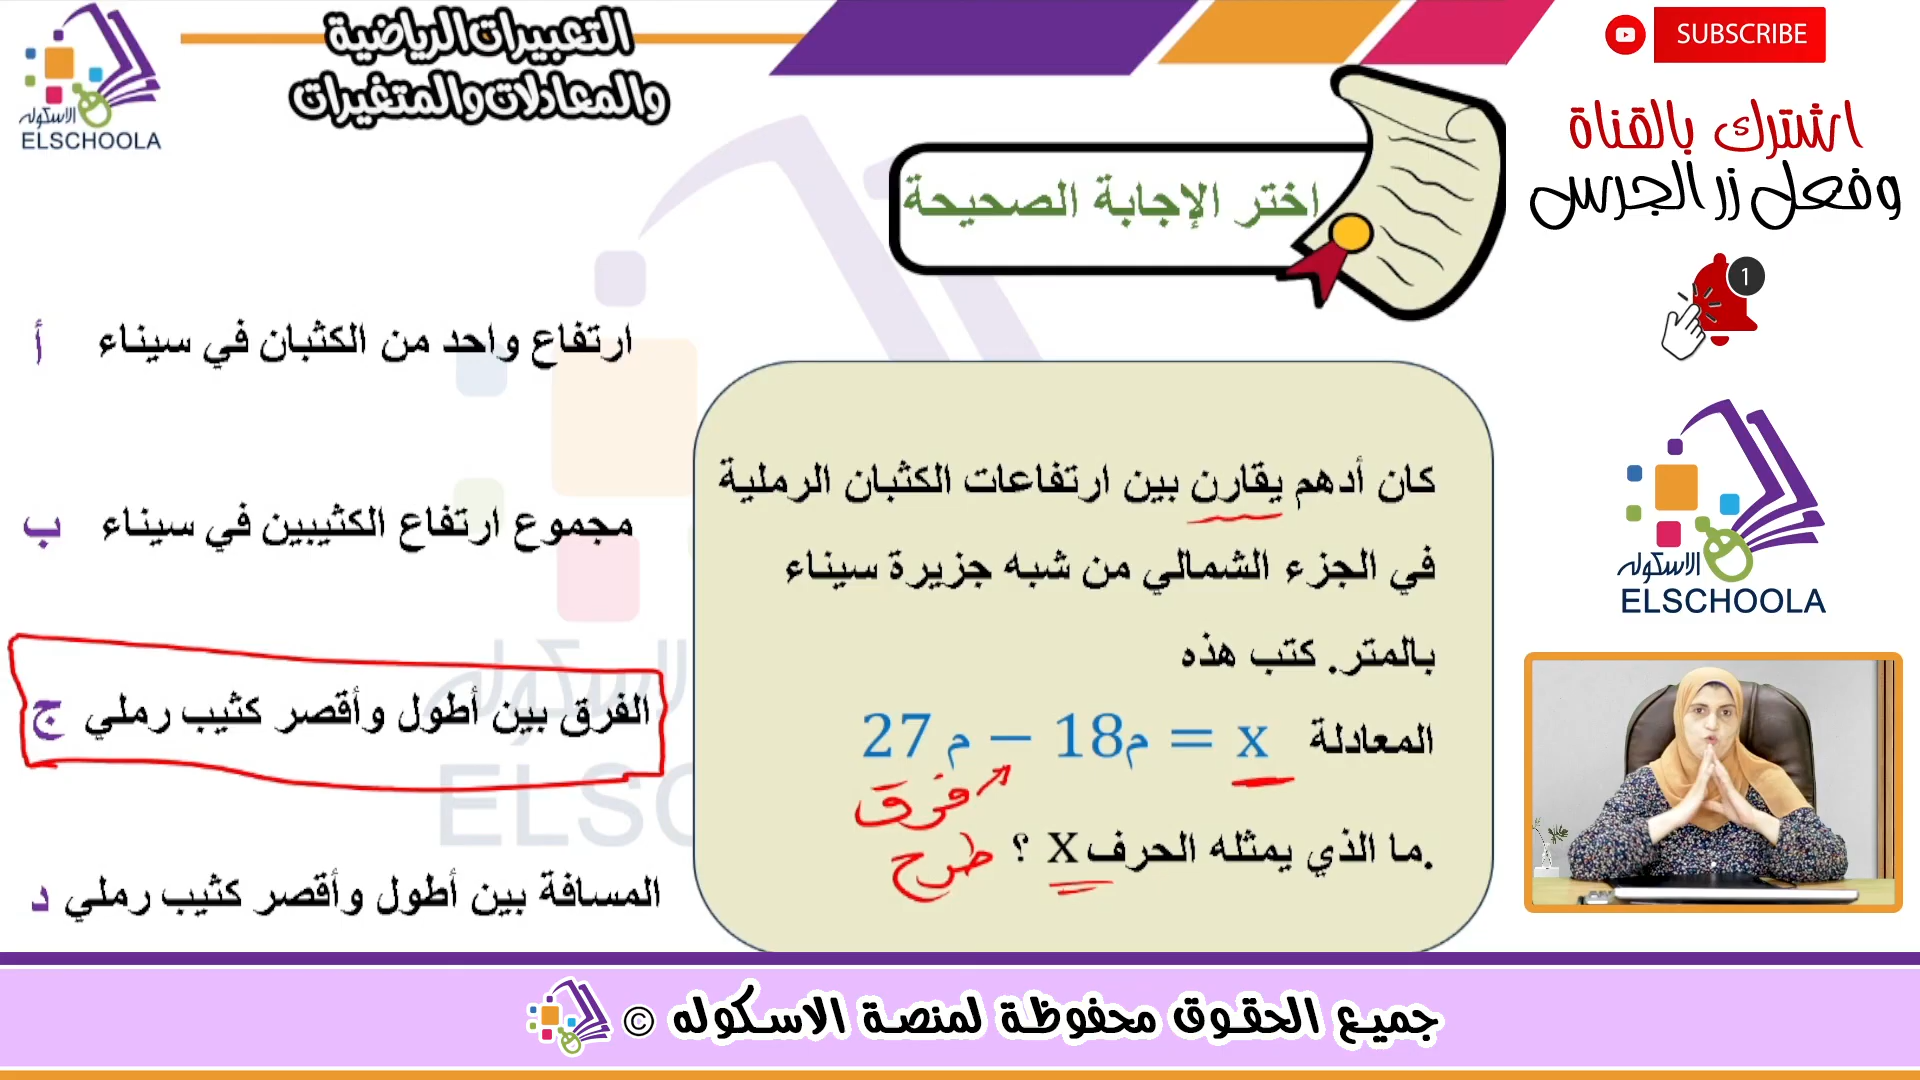 التعبيرات الرياضية
والمعادلات والمتغيرات
الاسكوله
ELSCHOOLA
SUBSCRIBE
اشترك بالقناة
وفعل زر الجرس
1
اختر الإجابة الصحيحة
كان أدهم يقارن بين ارتفاعات الكثبان الرملية
في الجزء الشمالي من شبه جزيرة سيناء
بالمتر. كتب هذه
المعادلة 27 م − 18م = x
فرق
.ما الذي يمثله الحرف X ؟
طرح
أ ارتفاع واحد من الكثبان في سيناء
ب مجموع ارتفاع الكثيبين في سيناء
ج الفرق بين أطول وأقصر كثيب رملي
د المسافة بين أطول وأقصر كثيب رملي
الاسكوله
ELSCHOOLA
الاسكوله
ELSC
جميع الحقوق محفوظة لمنصة الاسكوله ©